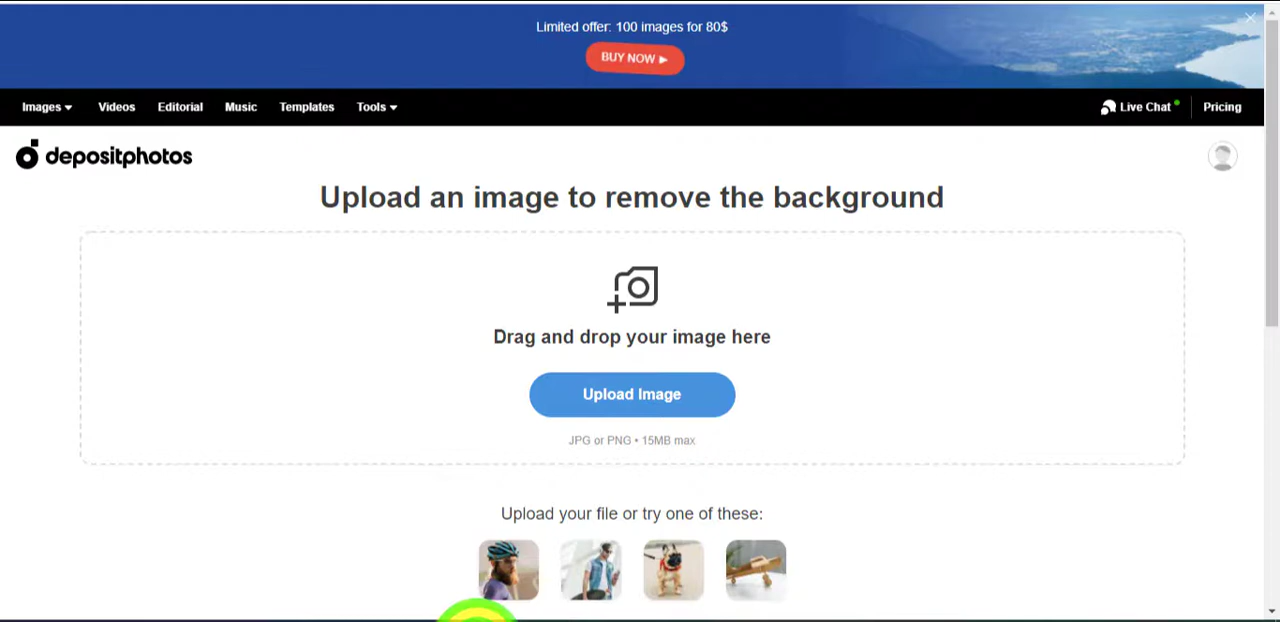 Limited offer: 100 images for 80$
BUY NOW ►
Images ▾ Videos Editorial Music Templates Tools ▾ Live Chat Pricing
depositphotos
Upload an image to remove the background
Drag and drop your image here
Upload Image
JPG or PNG • 15MB max
Upload your file or try one of these: